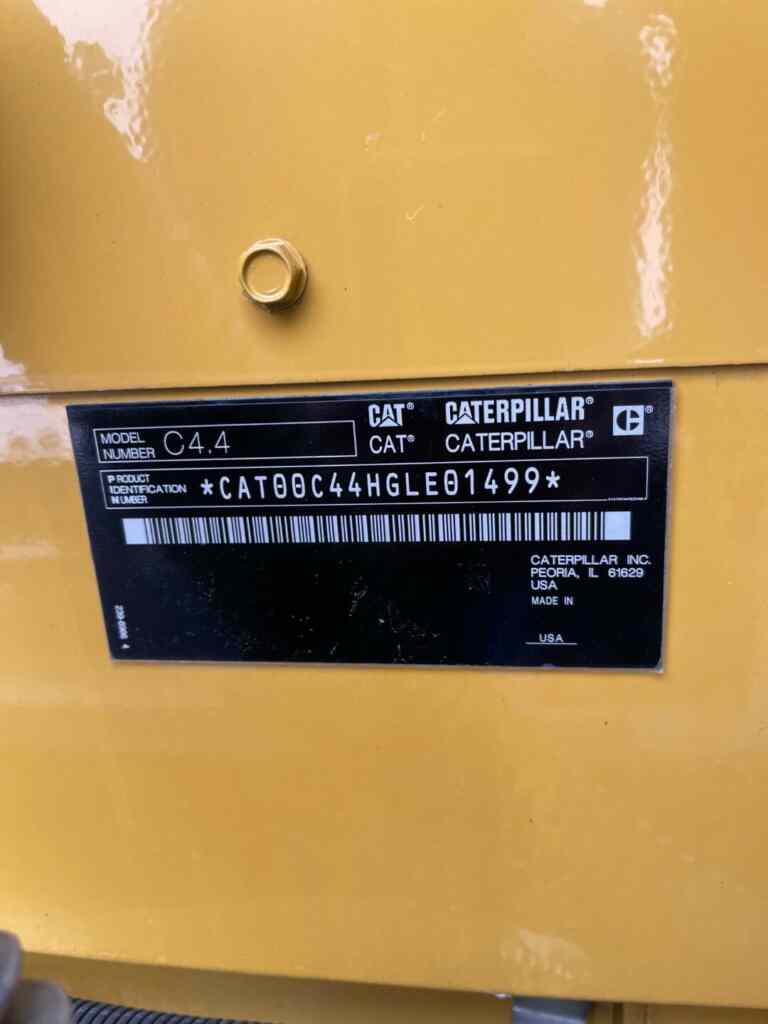 MODEL
NUMBER C4.4
CAT® CATERPILLAR®
CAT® CATERPILLAR®
PRODUCT
IDENTIFICATION
NUMBER
*CAT00C44HGLE01499*
CATERPILLAR INC.
PEORIA, IL 61629
USA
MADE IN
USA